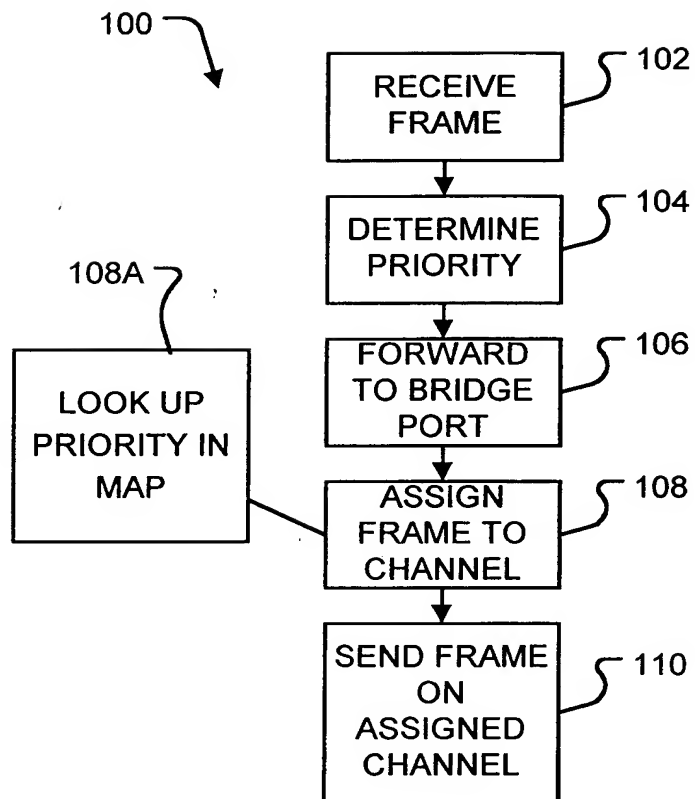 100
102
RECEIVE
FRAME
104
DETERMINE
PRIORITY
108A
106
FORWARD
TO BRIDGE
PORT
LOOK UP
PRIORITY IN
MAP
108
ASSIGN
FRAME TO
CHANNEL
110
SEND FRAME
ON
ASSIGNED
CHANNEL